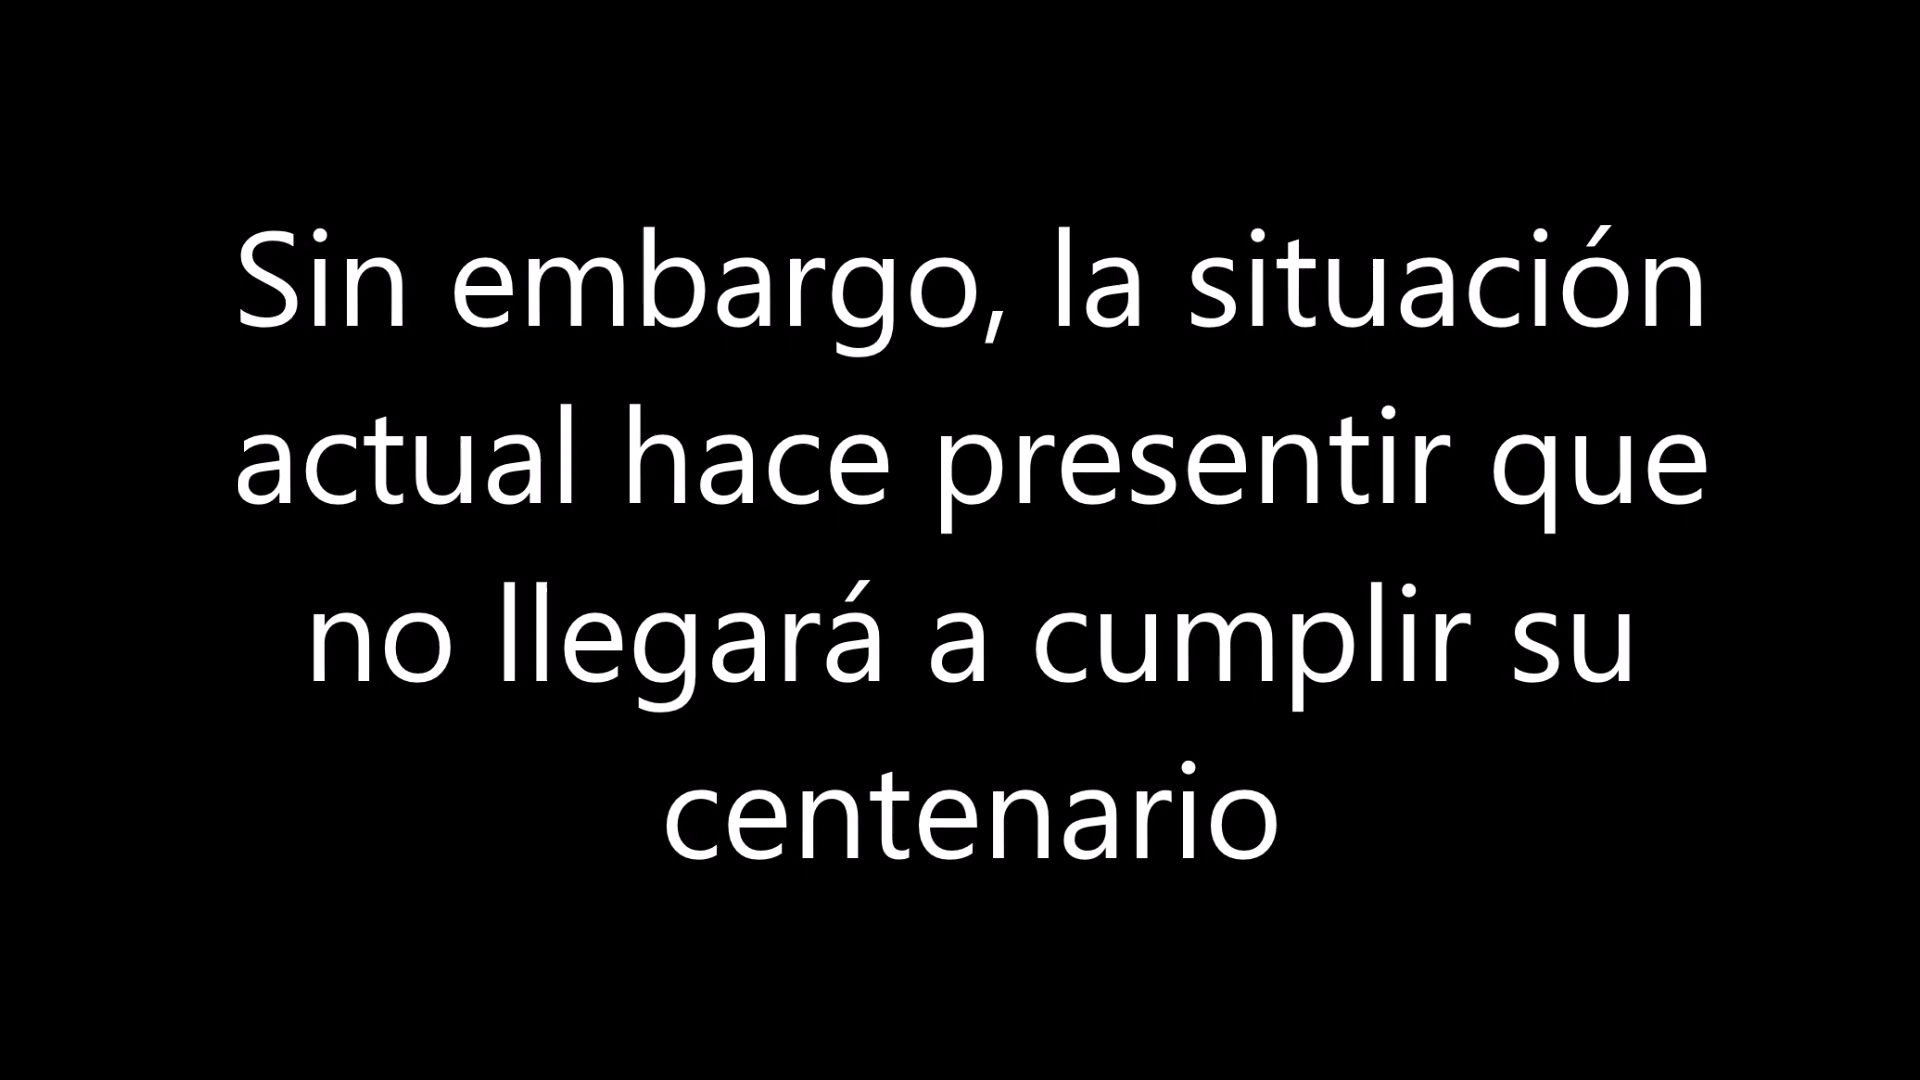 Sin embargo, la situación
actual hace presentir que
no llegará a cumplir su
centenario